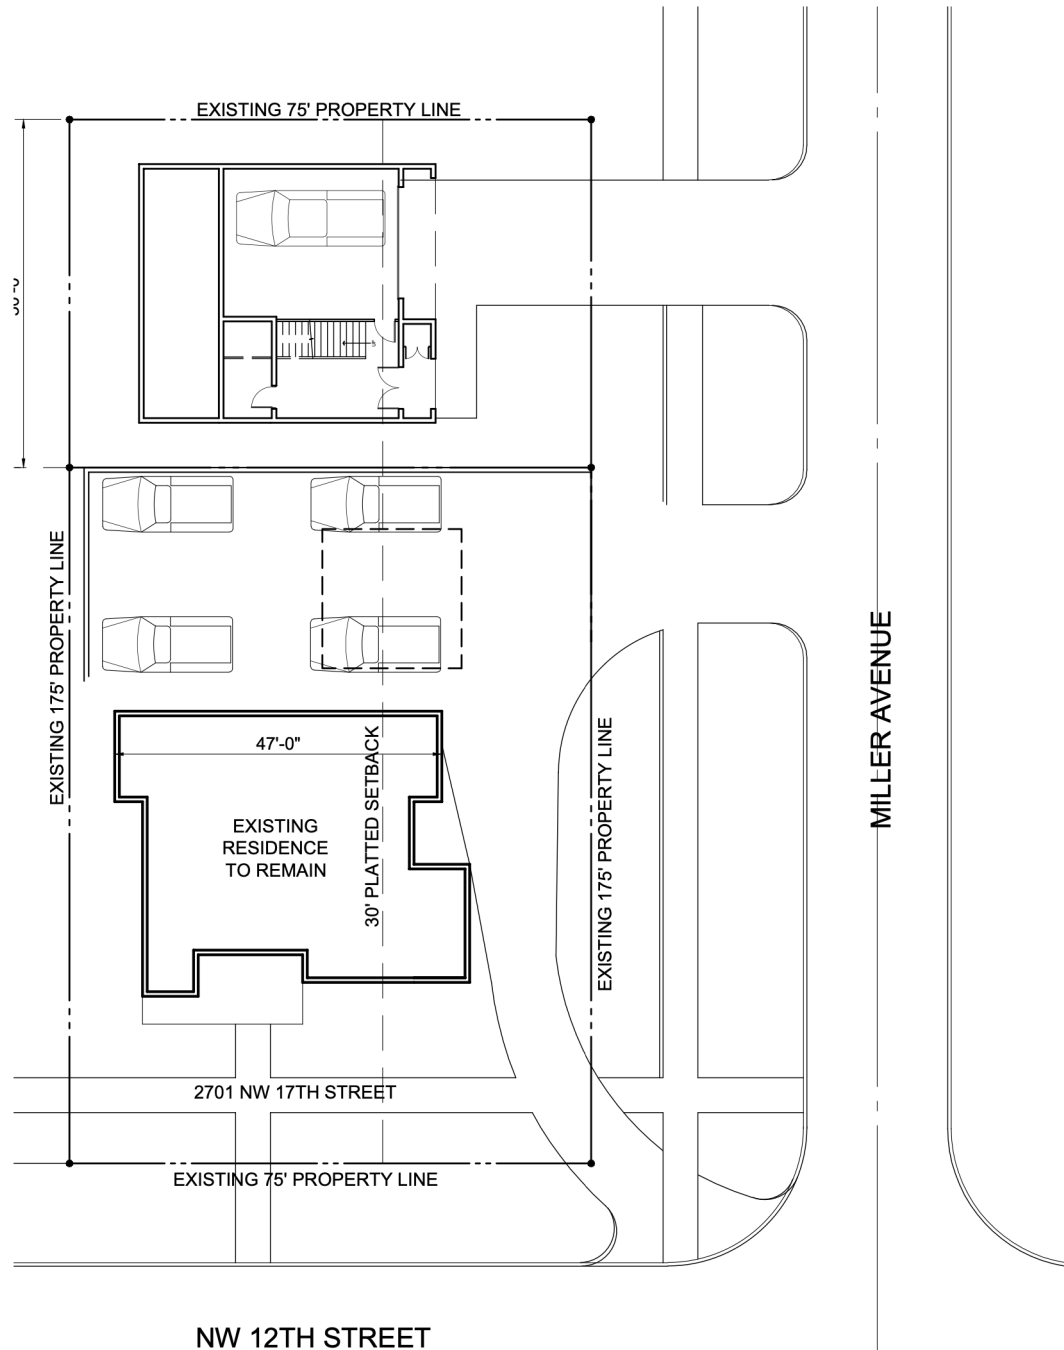 EXISTING 75' PROPERTY LINE
EXISTING 175' PROPERTY LINE
47'-0"
EXISTING
RESIDENCE
TO REMAIN
30' PLATTED SETBACK
EXISTING 175' PROPERTY LINE
MILLER AVENUE
2701 NW 17TH STREET
EXISTING 75' PROPERTY LINE
NW 12TH STREET